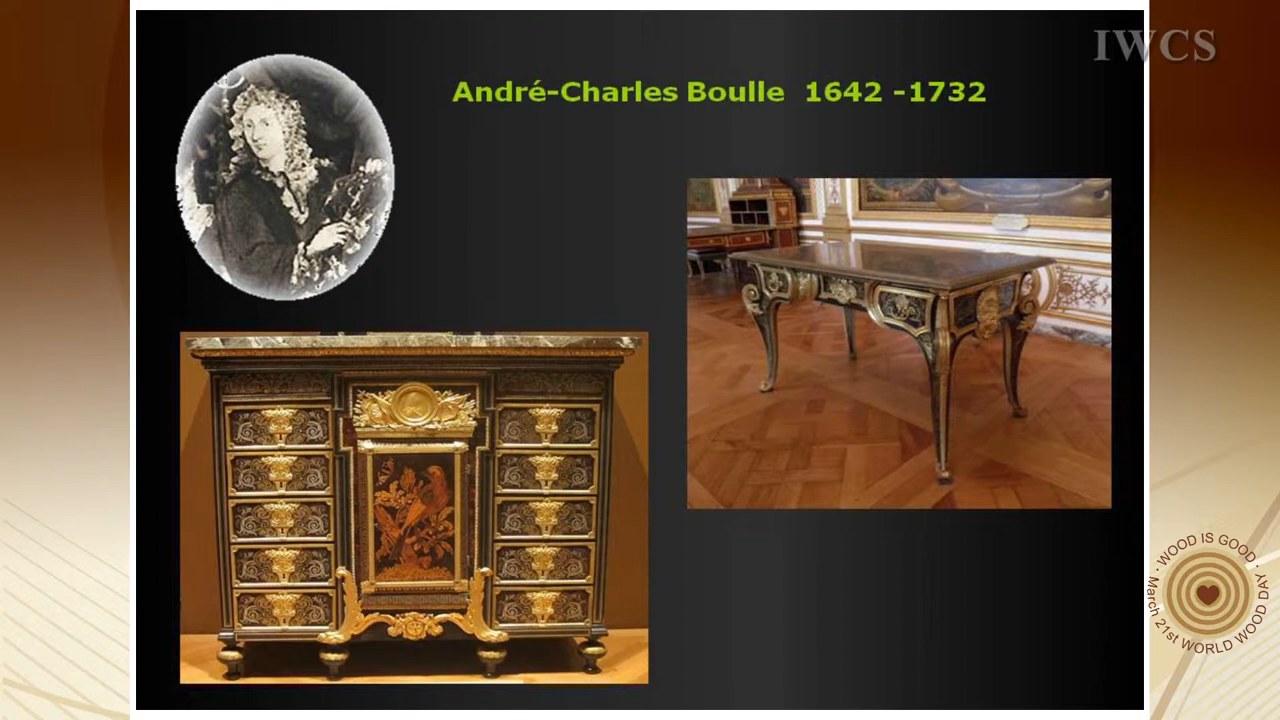 IWCS
André-Charles Boulle  1642 -1732
· WOOD IS GOOD ·
March 21st WORLD WOOD DAY